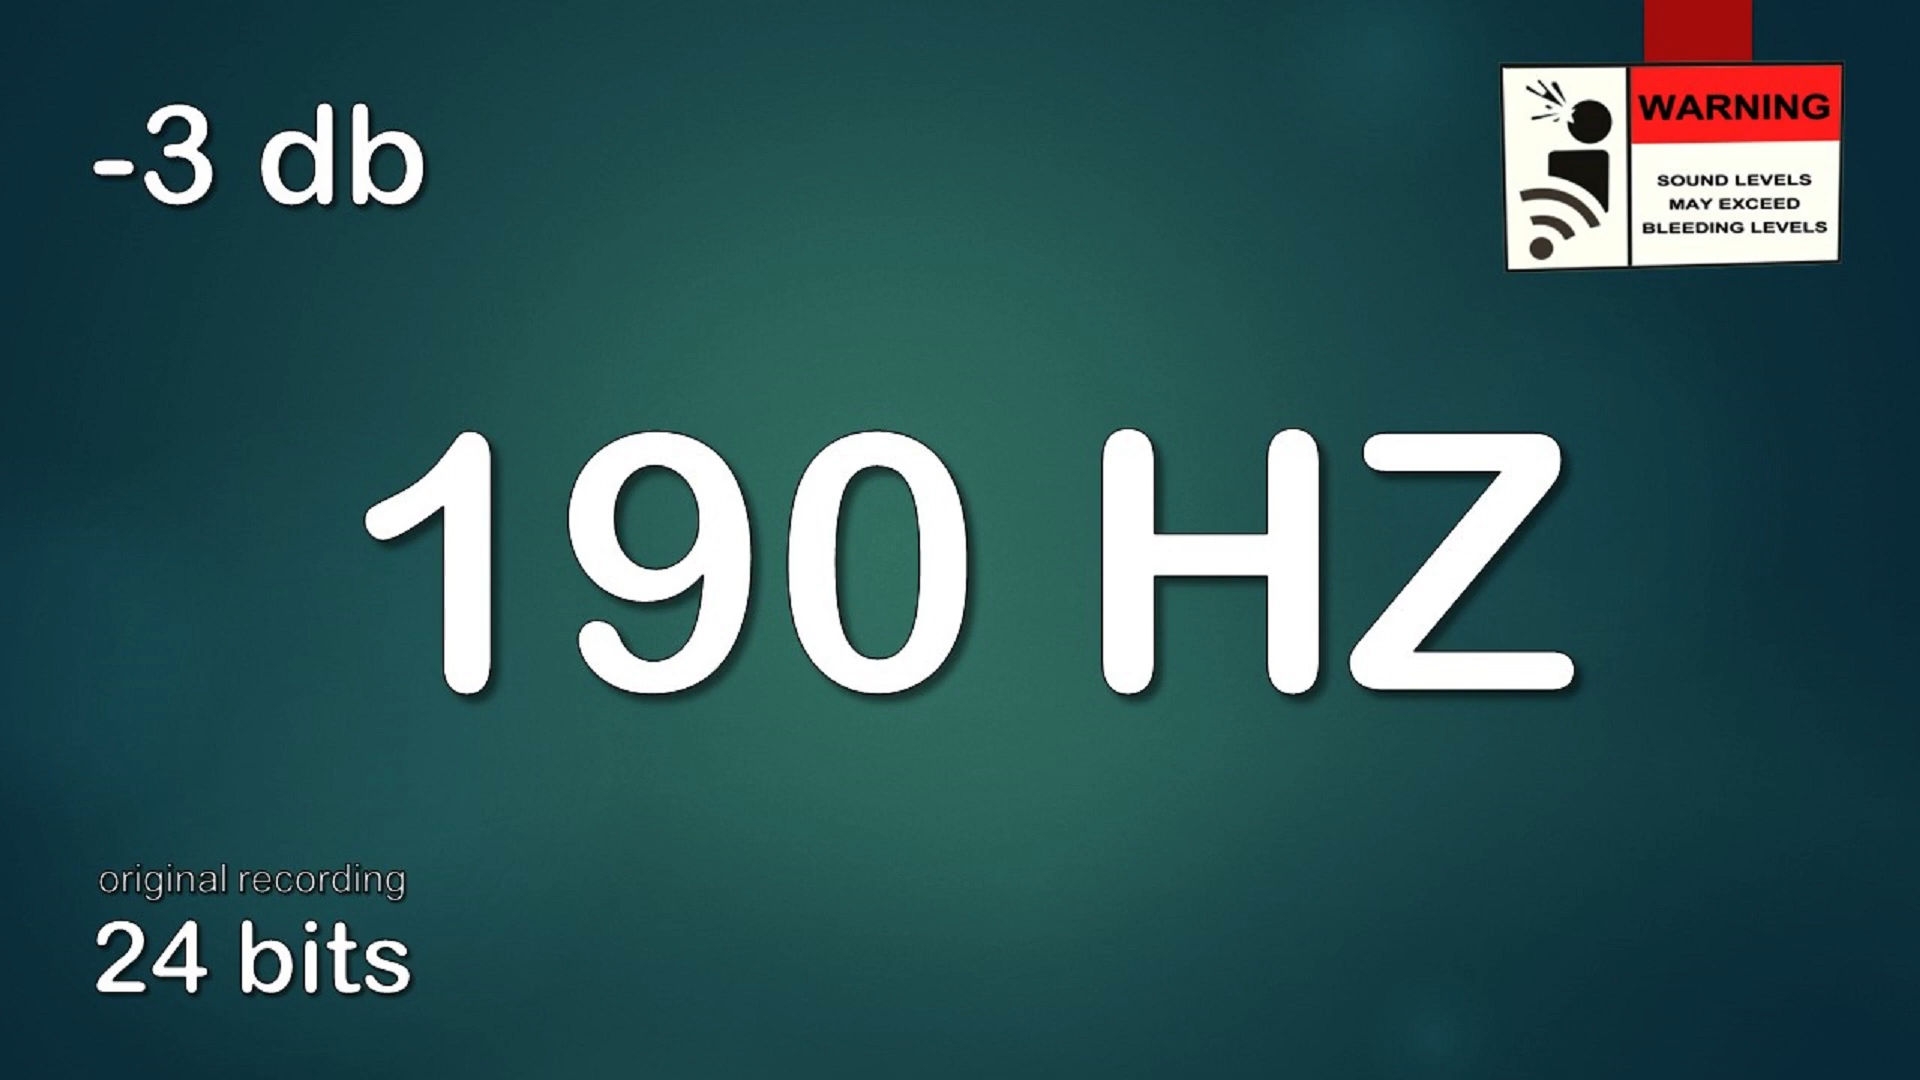 -3 db
WARNING
SOUND LEVELS
MAY EXCEED
BLEEDING LEVELS
190 HZ
original recording
24 bits